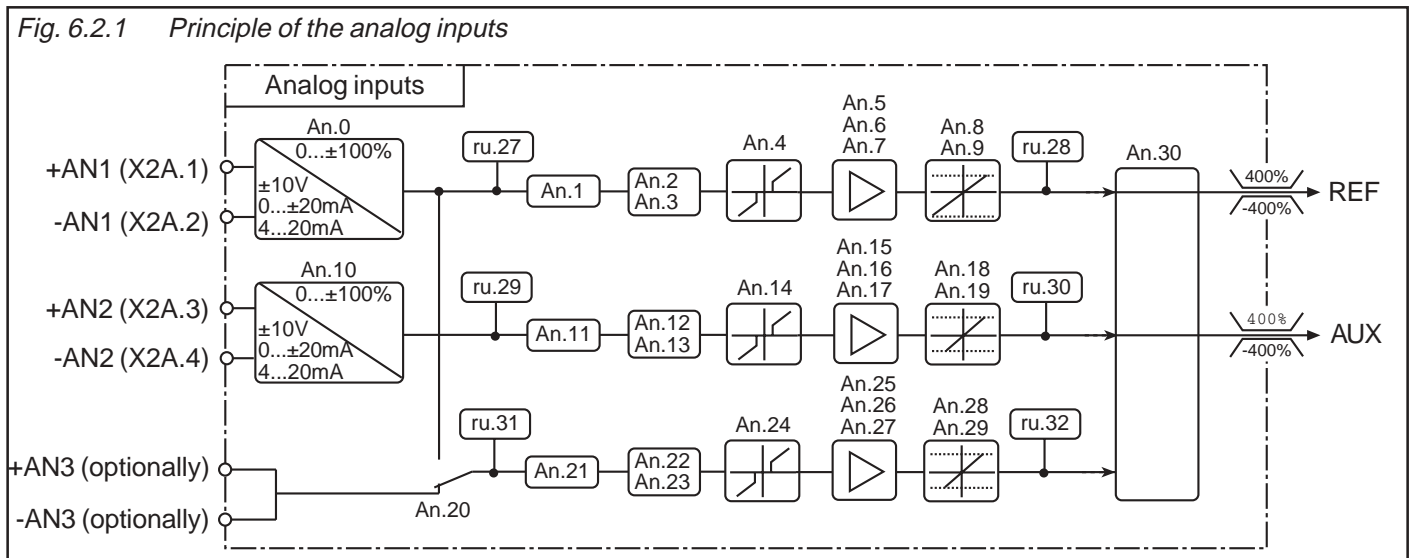 Fig. 6.2.1 Principle of the analog inputs
Analog inputs
An.0
0...±100%
±10V
0...±20mA
4...20mA
+AN1 (X2A.1)
-AN1 (X2A.2)
ru.27
An.1
An.2
An.3
An.4
An.5
An.6
An.7
An.8
An.9
ru.28
An.30
400%
-400%
REF
An.10
0...±100%
±10V
0...±20mA
4...20mA
+AN2 (X2A.3)
-AN2 (X2A.4)
ru.29
An.11
An.12
An.13
An.14
An.15
An.16
An.17
An.18
An.19
ru.30
400%
-400%
AUX
+AN3 (optionally)
-AN3 (optionally)
An.20
ru.31
An.21
An.22
An.23
An.24
An.25
An.26
An.27
An.28
An.29
ru.32